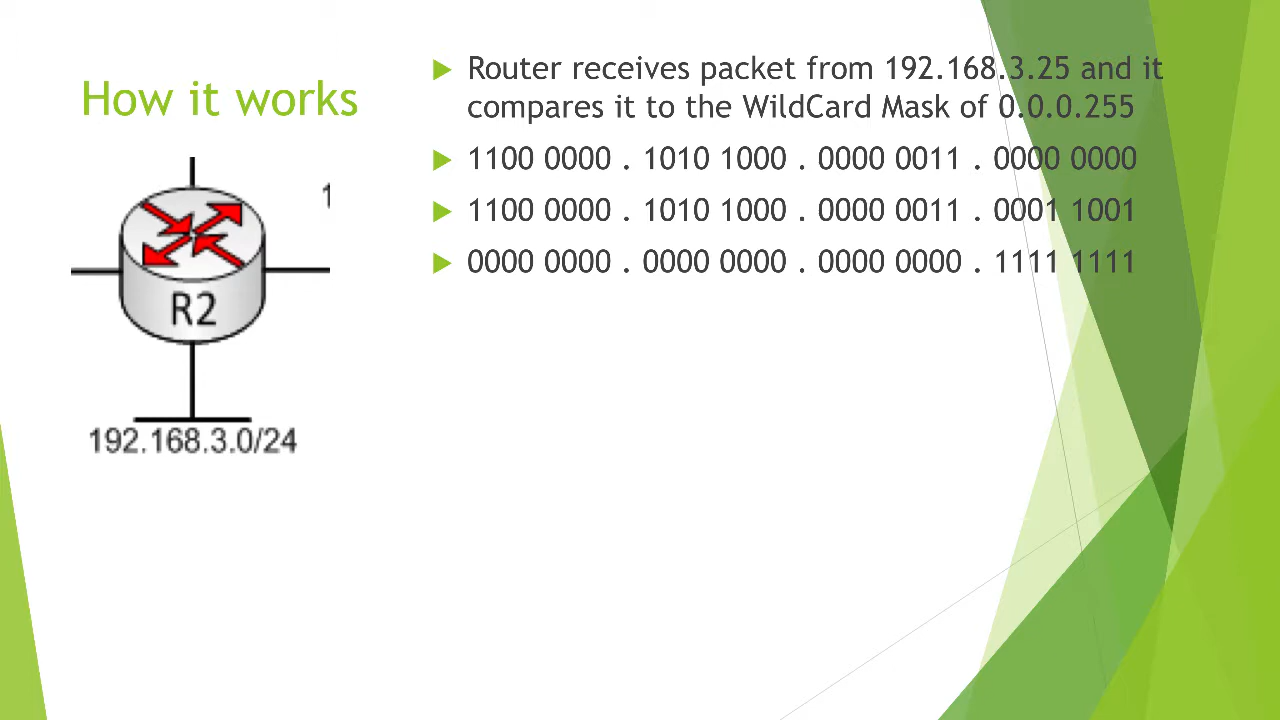 How it works
Router receives packet from 192.168.3.25 and it
compares it to the WildCard Mask of 0.0.0.255
1100 0000 . 1010 1000 . 0000 0011 . 0000 0000
1100 0000 . 1010 1000 . 0000 0011 . 0001 1001
0000 0000 . 0000 0000 . 0000 0000 . 1111 1111
1
R2
192.168.3.0/24